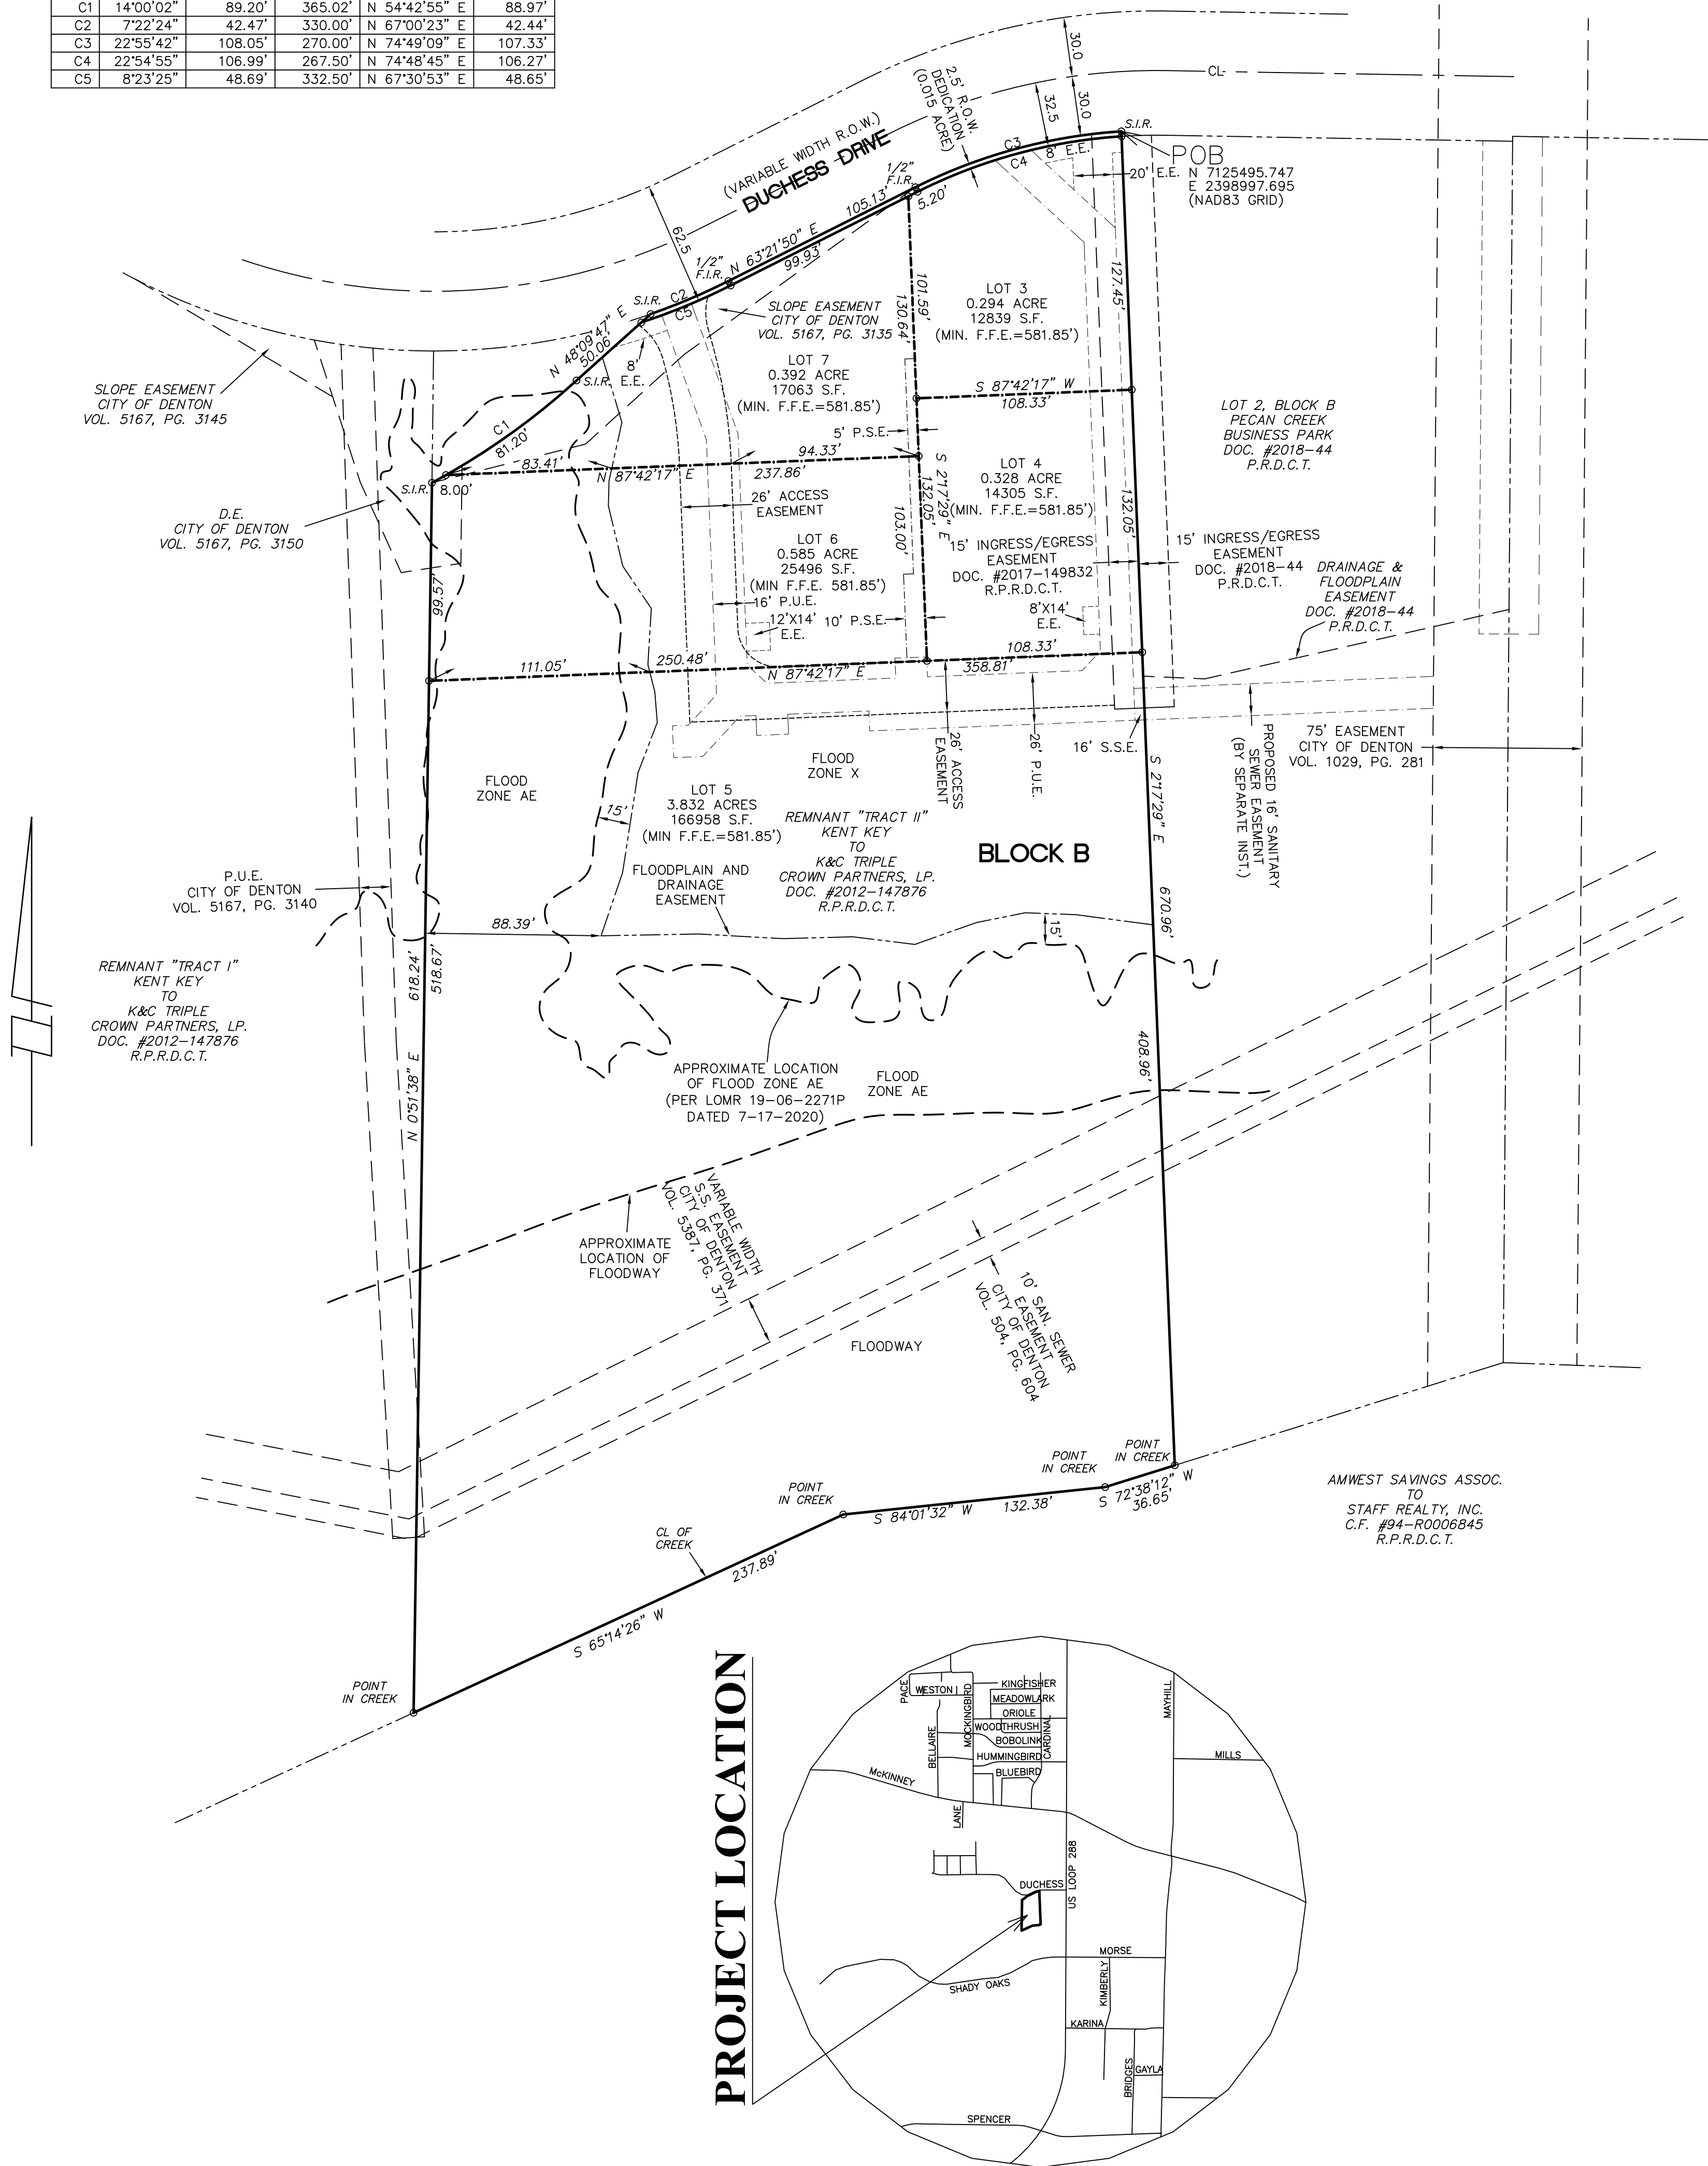 C1 14°00'02" 89.20' 365.02' N 54°42'55" E 88.97'
C2 7°22'24" 42.47' 330.00' N 67°00'23" E 42.44'
C3 22°55'42" 108.05' 270.00' N 74°49'09" E 107.33'
C4 22°54'55" 106.99' 267.50' N 74°48'45" E 106.27'
C5 8°23'25" 48.69' 332.50' N 67°30'53" E 48.65'
30.0
CL
30.0
32.5
2.5' R.O.W.
DEDICATION
(0.015 ACRE)
(VARIABLE WIDTH R.O.W.)
DUCHESS DRIVE
S.I.R.
POB
N 7125495.747
E 2398997.695
(NAD83 GRID)
C3
C4
8' E.E.
20' E.E.
1/2"
F.I.R.
5.20'
105.13'
N 63°21'50" E
99.93'
62.5
1/2"
F.I.R.
S.I.R.
C2
C5
N 48°09'47" E
50.06'
8'
E.E.
S.I.R.
C1
81.20'
SLOPE EASEMENT
CITY OF DENTON
VOL. 5167, PG. 3135
101.59'
130.64'
127.45'
LOT 3
0.294 ACRE
12839 S.F.
(MIN. F.F.E.=581.85')
LOT 7
0.392 ACRE
17063 S.F.
(MIN. F.F.E.=581.85')
S 87°42'17" W
108.33'
SLOPE EASEMENT
CITY OF DENTON
VOL. 5167, PG. 3145
LOT 2, BLOCK B
PECAN CREEK
BUSINESS PARK
DOC. #2018-44
P.R.D.C.T.
5' P.S.E.
83.41'
94.33'
N 87°42'17" E
237.86'
S.I.R.
8.00'
D.E.
CITY OF DENTON
VOL. 5167, PG. 3150
26' ACCESS
EASEMENT
S 2°17'29" E
132.05'
103.00'
LOT 4
0.328 ACRE
14305 S.F.
(MIN. F.F.E.=581.85')
132.05'
LOT 6
0.585 ACRE
25496 S.F.
(MIN F.F.E. 581.85')
16' P.U.E.
12'X14'
E.E.
10' P.S.E.
15' INGRESS/EGRESS
EASEMENT
DOC. #2017-149832
R.P.R.D.C.T.
8'X14'
E.E.
15' INGRESS/EGRESS
EASEMENT
DOC. #2018-44
P.R.D.C.T.
DRAINAGE &
FLOODPLAIN
EASEMENT
DOC. #2018-44
P.R.D.C.T.
99.57'
111.05'
250.48'
N 87°42'17" E
108.33'
358.81'
26' ACCESS
EASEMENT
26' P.U.E.
16' S.S.E.
PROPOSED 16' SANITARY
SEWER EASEMENT
(BY SEPARATE INST.)
75' EASEMENT
CITY OF DENTON
VOL. 1029, PG. 281
FLOOD
ZONE AE
FLOOD
ZONE X
15'
LOT 5
3.832 ACRES
166958 S.F.
(MIN F.F.E.=581.85')
REMNANT "TRACT II"
KENT KEY
TO
K&C TRIPLE
CROWN PARTNERS, LP.
DOC. #2012-147876
R.P.R.D.C.T.
BLOCK B
S 2°17'29" E
670.96'
FLOODPLAIN AND
DRAINAGE
EASEMENT
P.U.E.
CITY OF DENTON
VOL. 5167, PG. 3140
88.39'
15'
REMNANT "TRACT I"
KENT KEY
TO
K&C TRIPLE
CROWN PARTNERS, LP.
DOC. #2012-147876
R.P.R.D.C.T.
618.24'
518.67'
N 0°51'38" E
408.96'
APPROXIMATE LOCATION
OF FLOOD ZONE AE
(PER LOMR 19-06-2271P
DATED 7-17-2020)
FLOOD
ZONE AE
APPROXIMATE
LOCATION OF
FLOODWAY
VARIABLE WIDTH
S.S. EASEMENT
CITY OF DENTON
VOL. 5387, PG. 371
10' SAN. SEWER
EASEMENT
CITY OF DENTON
VOL. 504, PG. 604
FLOODWAY
POINT
IN CREEK
POINT
IN CREEK
S 72°38'12" W
36.65'
POINT
IN CREEK
S 84°01'32" W
132.38'
AMWEST SAVINGS ASSOC.
TO
STAFF REALTY, INC.
C.F. #94-R0006845
R.P.R.D.C.T.
CL OF
CREEK
237.89'
S 65°14'26" W
POINT
IN CREEK
PROJECT LOCATION
PACE
WESTON
MOCKINGBIRD
KINGFISHER
MEADOWLARK
ORIOLE
WOODTHRUSH
BOBOLINK
CARDINAL
HUMMINGBIRD
BLUEBIRD
BELLAIRE
MAYHILL
MILLS
McKINNEY
LANE
US LOOP 288
DUCHESS
MORSE
SHADY OAKS
KIMBERLY
KARINA
BRIDGES
GAYLA
SPENCER